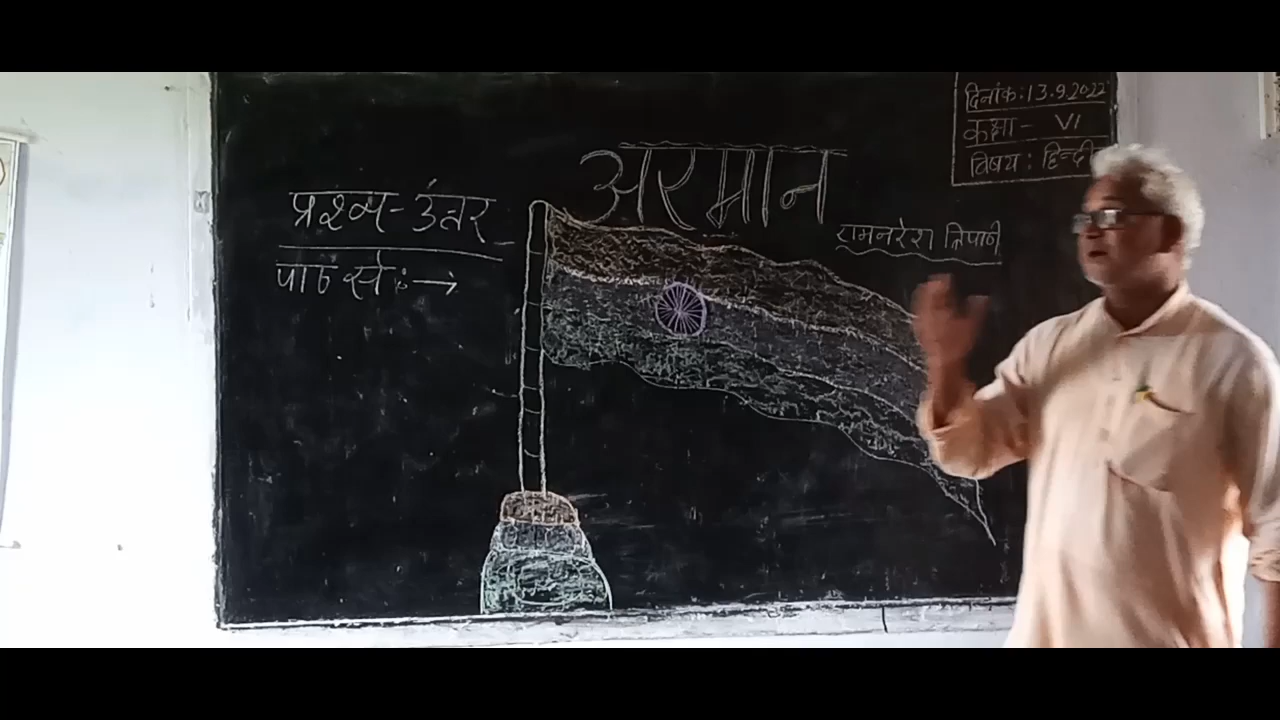 दिनांक: 13.9.2022
कक्षा - VI
विषय: हिन्दी
अरमान
रामनरेश त्रिपाठी
प्रश्न-उत्तर
पाठ से :→